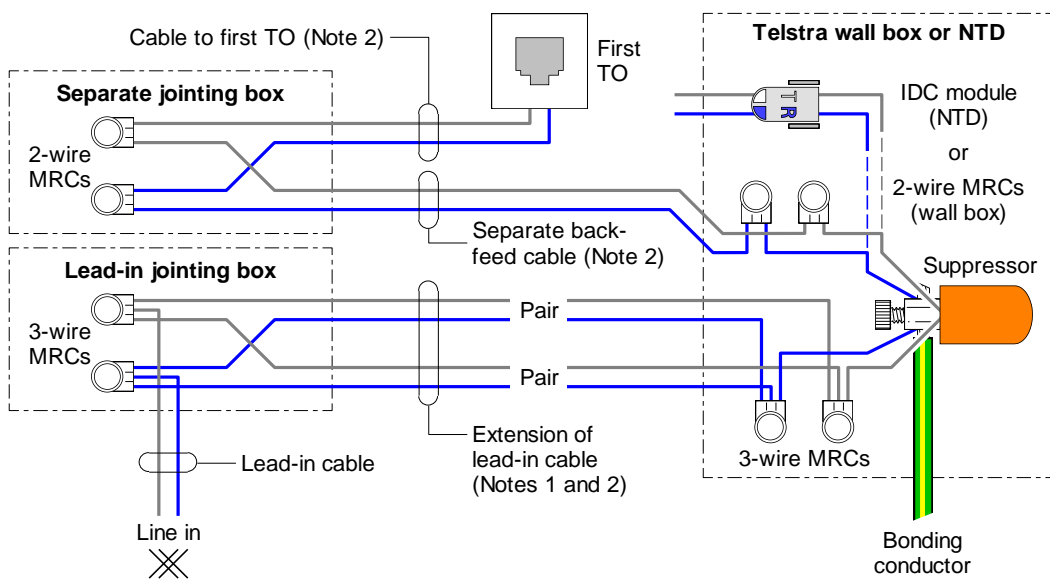 Cable to first TO (Note 2)
First
TO
Telstra wall box or NTD
Separate jointing box
2-wire
MRCs
T R
IDC module
(NTD)
or
2-wire MRCs
(wall box)
Separate back-
feed cable (Note 2)
Lead-in jointing box
3-wire
MRCs
Pair
Pair
Suppressor
Extension of
lead-in cable
(Notes 1 and 2)
3-wire MRCs
Lead-in cable
Line in
Bonding
conductor